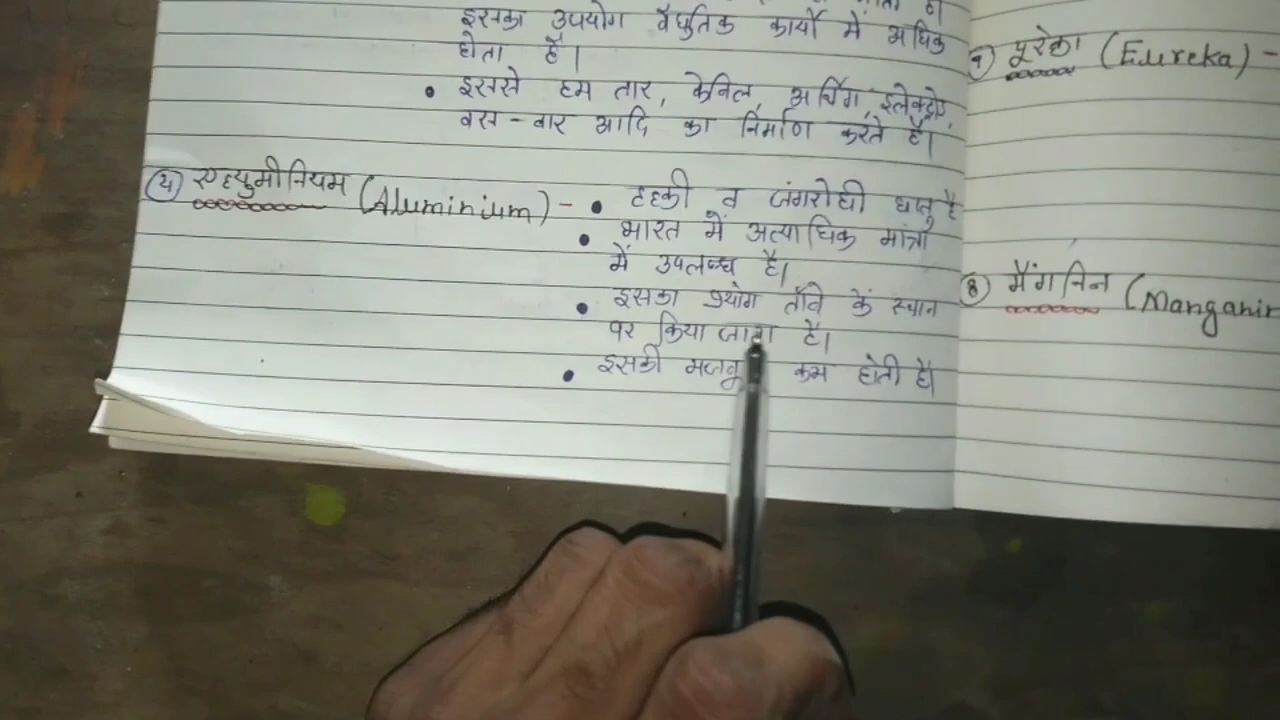 इसका उपयोग वैधुतिक कार्यों में अधिक
होता है।
• इससे हम तार, केबिल, अर्थिंग, इलेक्ट्रोड,
बस - बार आदि का निर्माण करते हैं।
(4) एल्युमीनियम (Aluminium) - • हल्की व जंगरोधी धातु है
• भारत में अत्याधिक मात्रा
में उपलब्ध है।
• इसका प्रयोग ताँबे के स्थान
पर किया जाता है।
• इसकी मजबू कम होती है।
यूरेका (Eureka) -
(8) मैंगनिन (Manganin